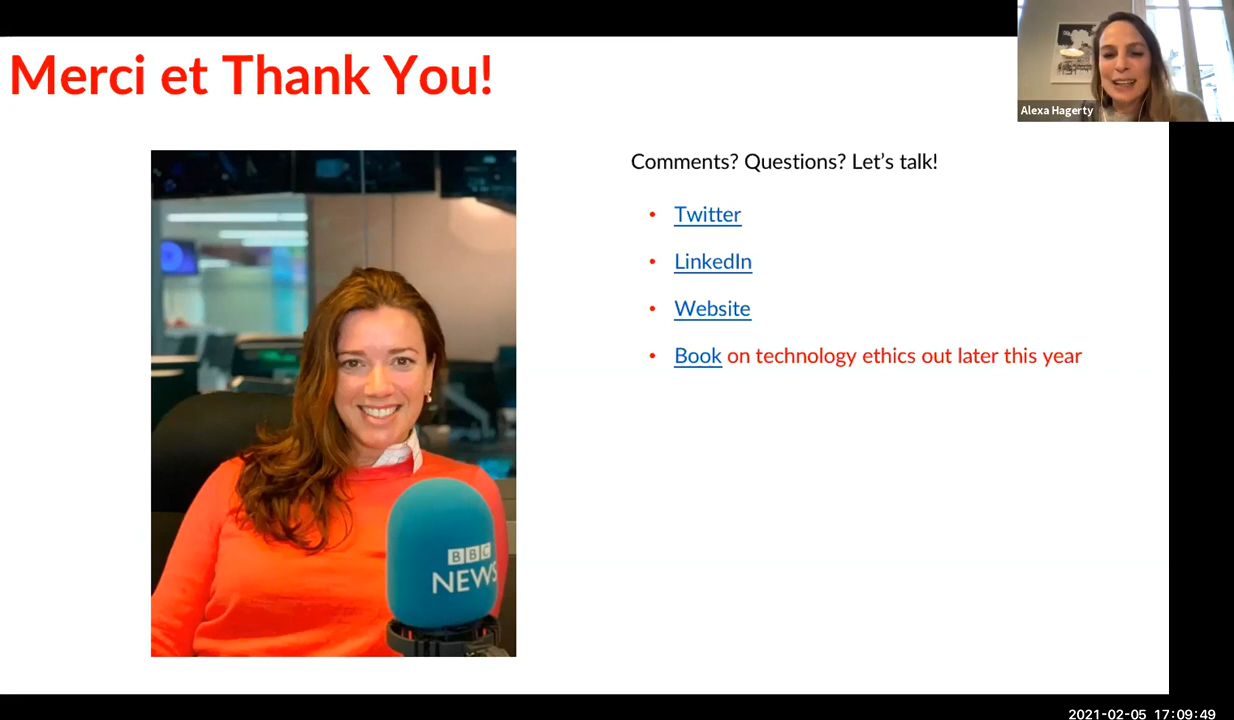 Merci et Thank You!
Alexa Hagerty
Comments? Questions? Let’s talk!
• Twitter
• LinkedIn
• Website
• Book on technology ethics out later this year
BBC
NEWS
2021-02-05 17:09:49